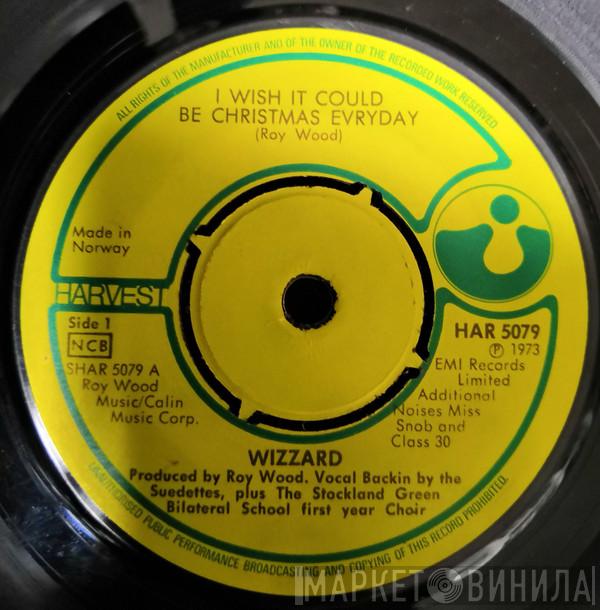 ALL RIGHTS OF THE MANUFACTURER AND OF THE OWNER OF THE RECORDED WORK RESERVED
I WISH IT COULD
BE CHRISTMAS EVRYDAY
(Roy Wood)
Made in
Norway
HARVEST
Side 1
NCB
SHAR 5079 A
Roy Wood
Music/Calin
Music Corp.
HAR 5079
Ⓟ 1973
EMI Records
Limited
Additional
Noises Miss
Snob and
Class 30
WIZZARD
Produced by Roy Wood. Vocal Backin by the
Suedettes, plus The Stockland Green
Bilateral School first year Choir
UNAUTHORISED PUBLIC PERFORMANCE BROADCASTING AND COPYING OF THIS RECORD PROHIBITED.
МАРКЕТ ВИНИЛА